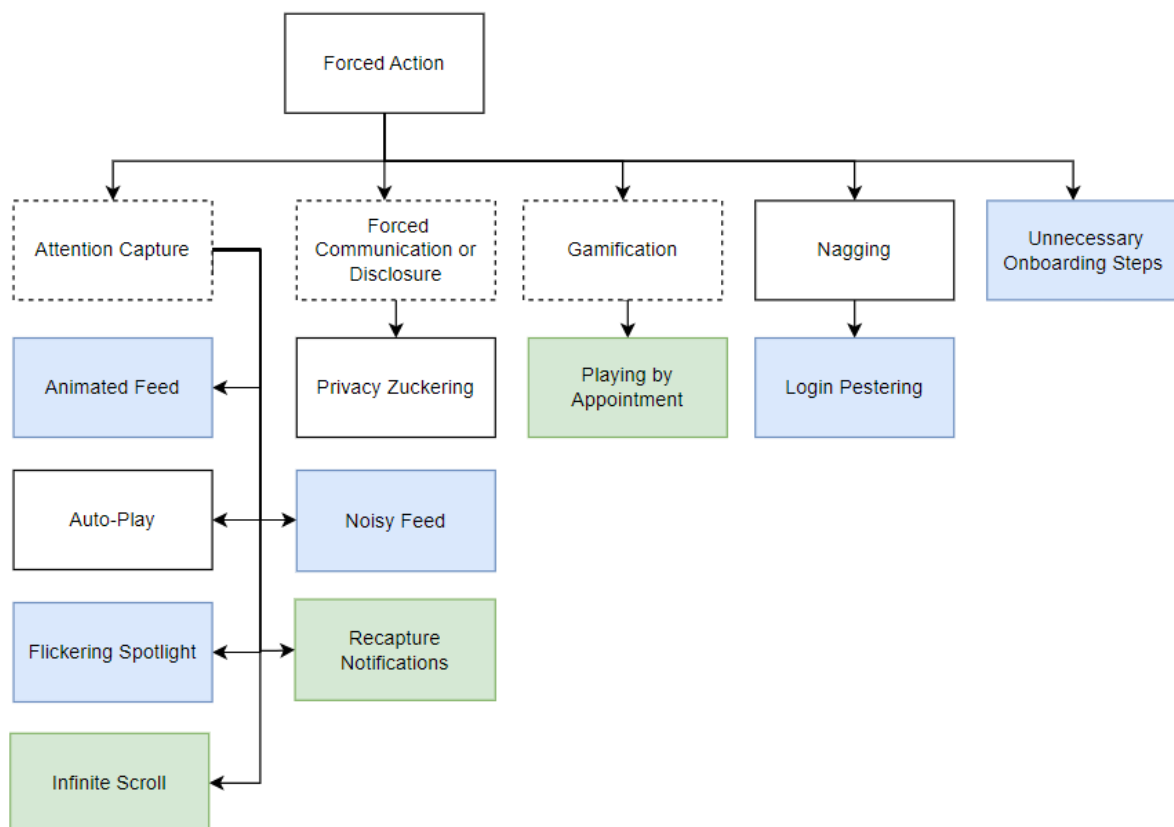 Forced Action
Attention Capture
Forced
Communication or
Disclosure
Gamification
Nagging
Unnecessary
Onboarding Steps
Animated Feed
Privacy Zuckering
Playing by
Appointment
Login Pestering
Auto-Play
Noisy Feed
Flickering Spotlight
Recapture
Notifications
Infinite Scroll